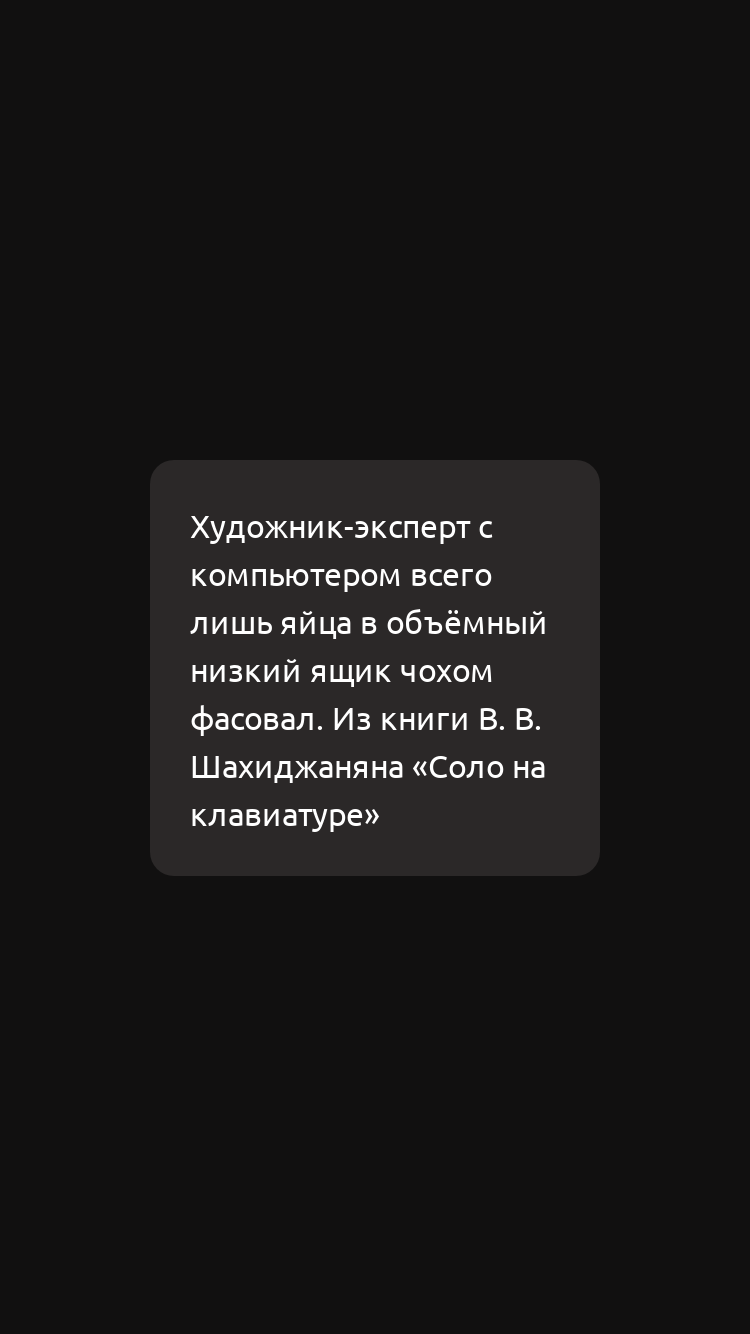 Художник-эксперт с
компьютером всего
лишь яйца в объёмный
низкий ящик чохом
фасовал. Из книги В. В.
Шахиджаняна «Соло на
клавиатуре»